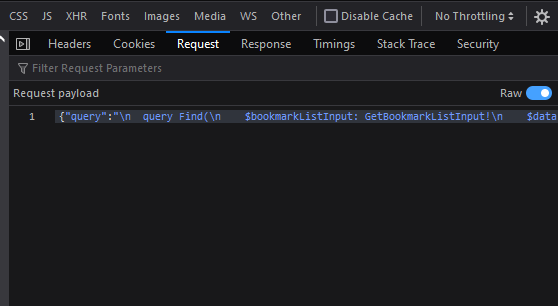 CSS JS XHR Fonts Images Media WS Other Disable Cache No Throttling
Headers Cookies Request Response Timings Stack Trace Security
Filter Request Parameters
Request payload Raw
1 {"query":"\n  query Find(\n    $bookmarkListInput: GetBookmarkListInput!\n    $data